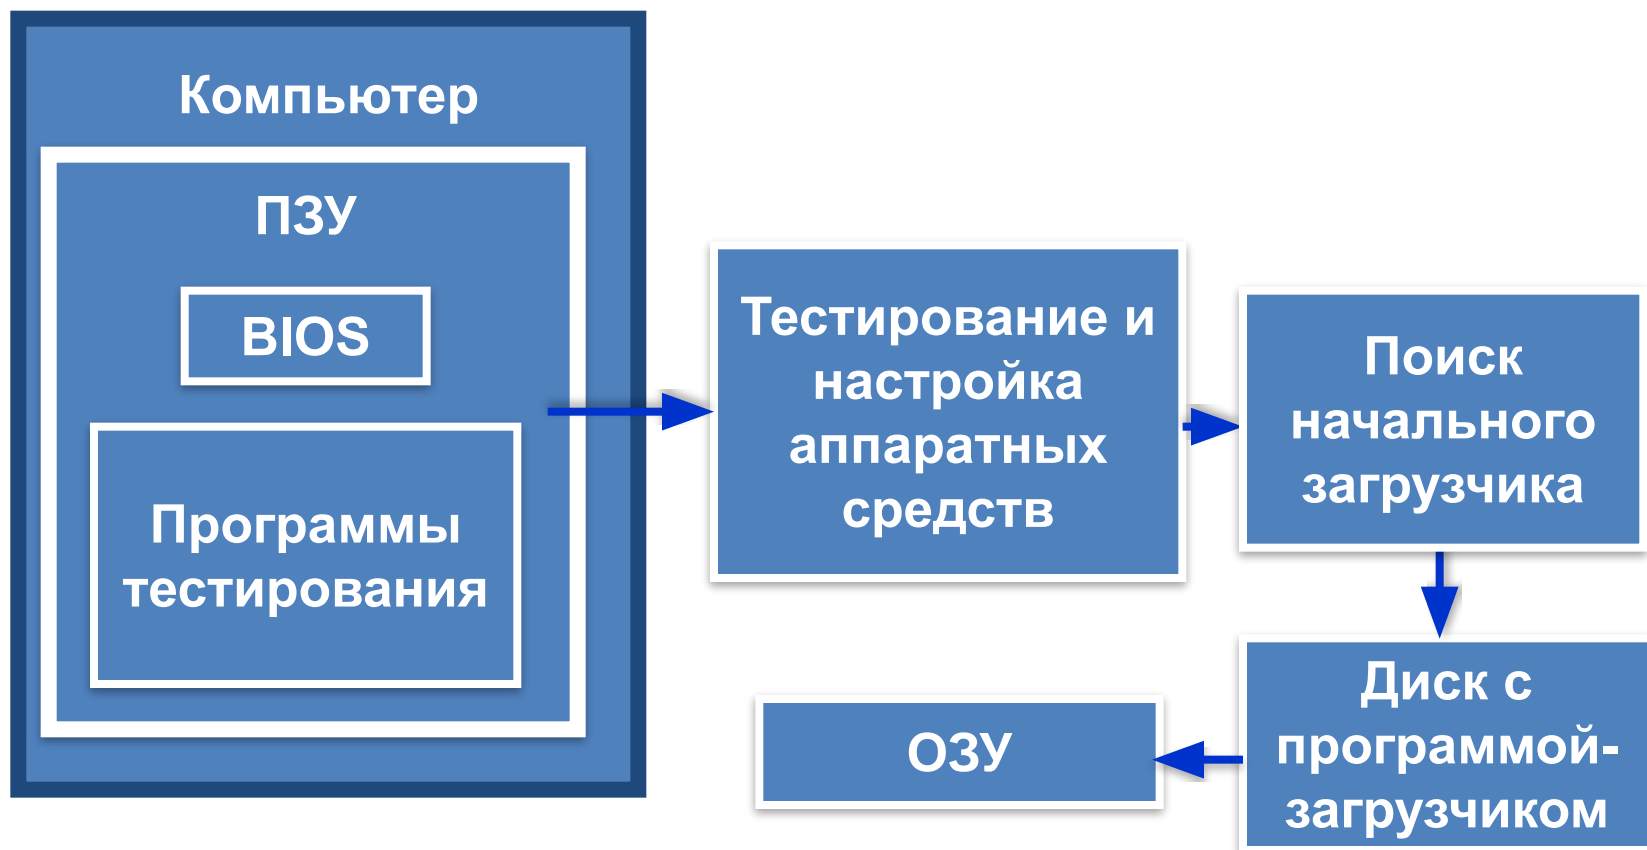 Компьютер
ПЗУ
BIOS
Программы
тестирования
Тестирование и
настройка
аппаратных
средств
Поиск
начального
загрузчика
Диск с
программой-
загрузчиком
ОЗУ